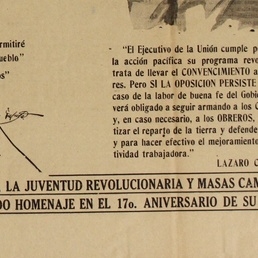 rmitiré
ueblo"
os"
"El Ejecutivo de la Unión cumple p
la acción pacífica su programa revo
trata de llevar el CONVENCIMIENTO a
res. Pero SI LA OPOSICION PERSISTE
caso de la labor de buena fe del Gobi
verá obligado a seguir armando a los C
y, en caso necesario, a los OBREROS,
tizar el reparto de la tierra y defende
y para hacer efectivo el mejoramiento
tividad trabajadora."
LAZARO C
LA JUVENTUD REVOLUCIONARIA Y MASAS CAM
DO HOMENAJE EN EL 17o. ANIVERSARIO DE SU